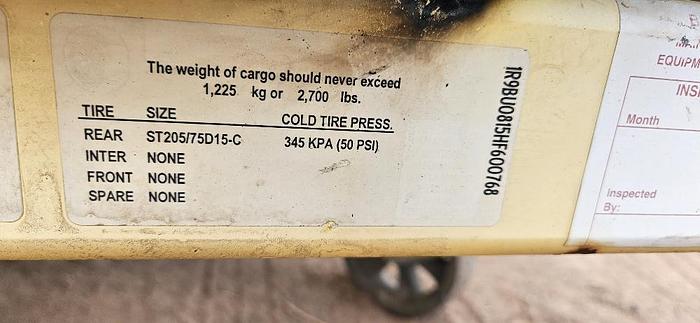 The weight of cargo should never exceed
1,225 kg or 2,700 lbs.
TIRE SIZE COLD TIRE PRESS.
REAR ST205/75D15-C 345 KPA (50 PSI)
INTER NONE
FRONT NONE
SPARE NONE
1R9BU0815HF600768
EQUIPM
INS
Month
Inspected
By: